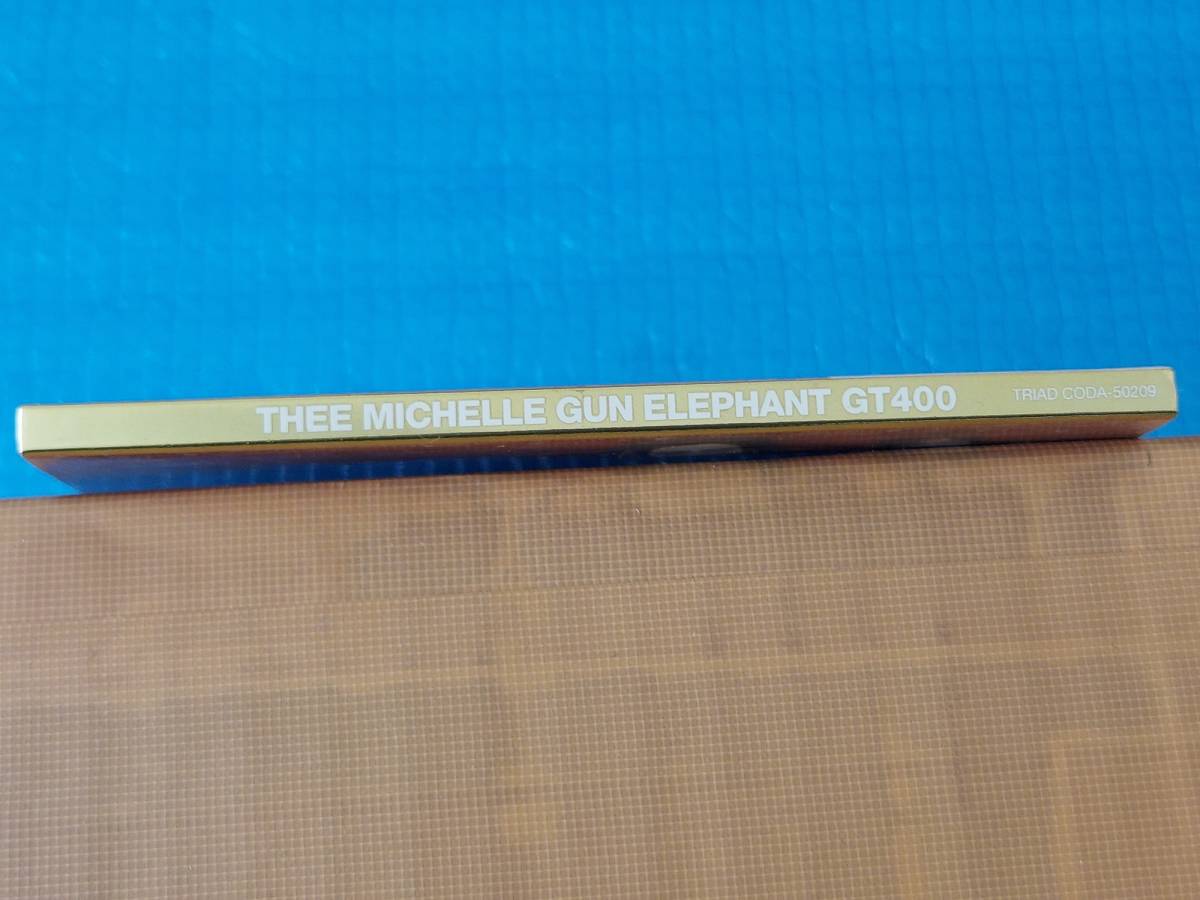 THEE MICHELLE GUN ELEPHANT GT400 TRIAD CODA-50209